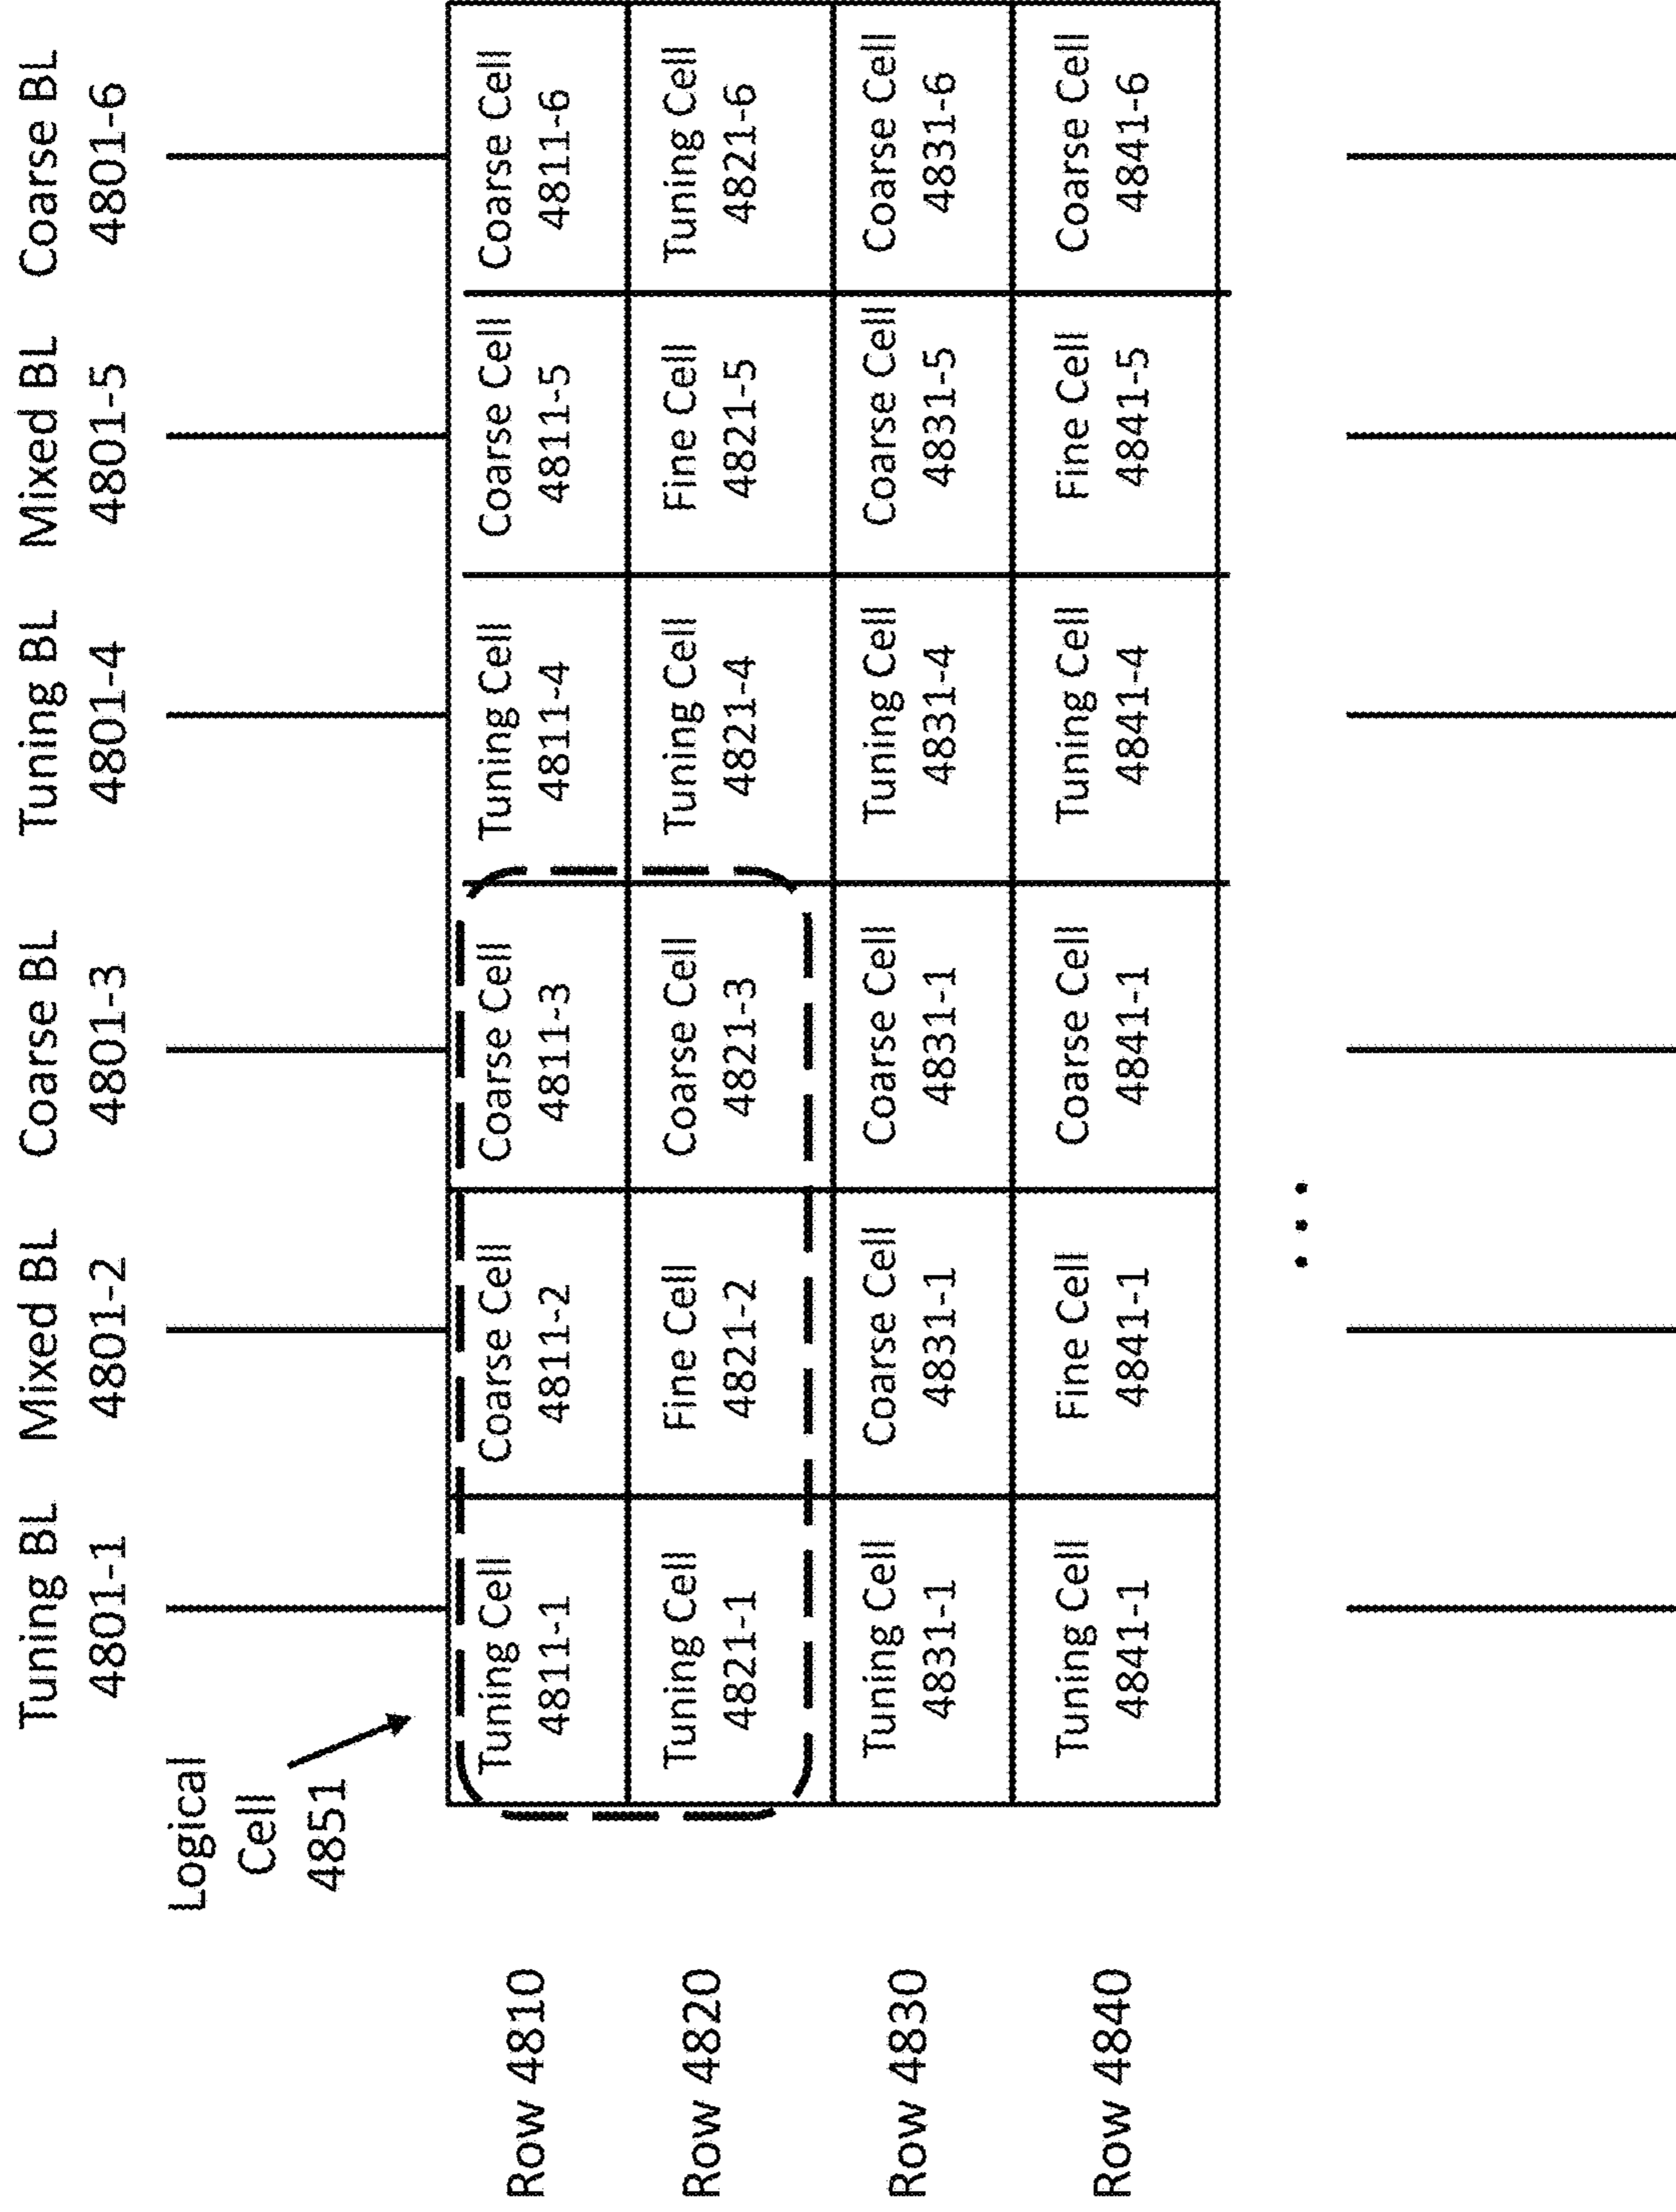 Tuning BL
4801-1
Mixed BL
4801-2
Coarse BL
4801-3
Tuning BL
4801-4
Mixed BL
4801-5
Coarse BL
4801-6
Logical
Cell
4851
Row 4810
Tuning Cell
4811-1
Coarse Cell
4811-2
Coarse Cell
4811-3
Tuning Cell
4811-4
Coarse Cell
4811-5
Coarse Cell
4811-6
Row 4820
Tuning Cell
4821-1
Fine Cell
4821-2
Coarse Cell
4821-3
Tuning Cell
4821-4
Fine Cell
4821-5
Tuning Cell
4821-6
Row 4830
Tuning Cell
4831-1
Coarse Cell
4831-1
Coarse Cell
4831-1
Tuning Cell
4831-4
Coarse Cell
4831-5
Coarse Cell
4831-6
Row 4840
Tuning Cell
4841-1
Fine Cell
4841-1
Coarse Cell
4841-1
Tuning Cell
4841-4
Fine Cell
4841-5
Coarse Cell
4841-6
...